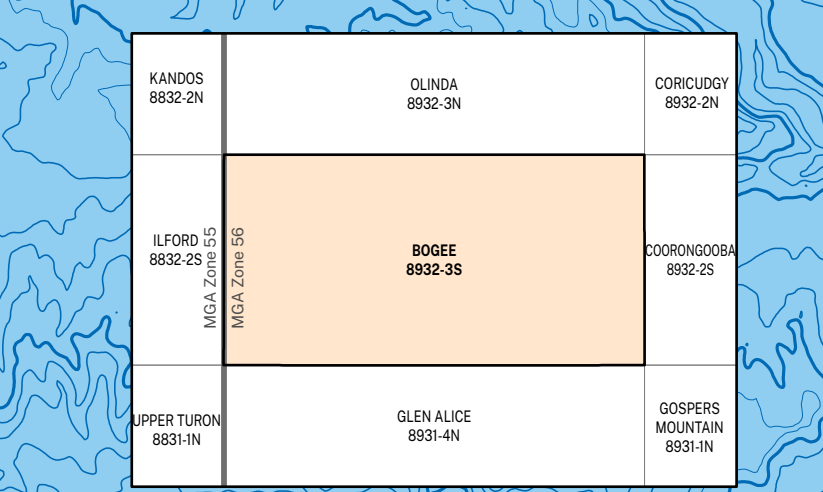 KANDOS
8832-2N
OLINDA
8932-3N
CORICUDGY
8932-2N
ILFORD
8832-2S
MGA Zone 55
MGA Zone 56
BOGEE
8932-3S
COORONGOOBA
8932-2S
UPPER TURON
8831-1N
GLEN ALICE
8931-4N
GOSPERS
MOUNTAIN
8931-1N